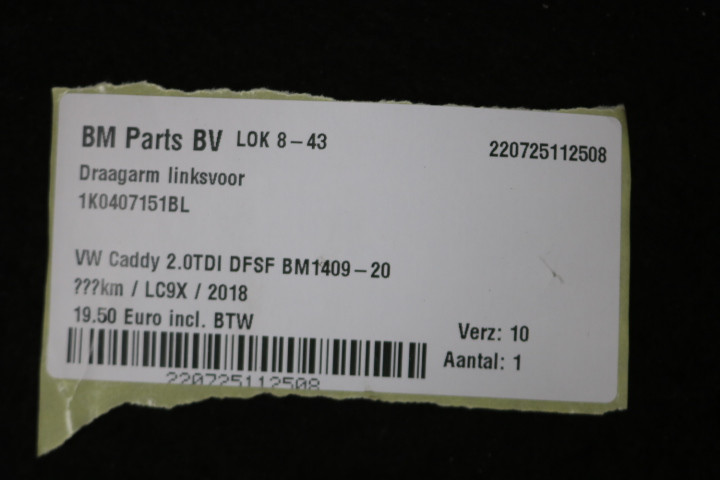 BM Parts BV LOK 8-43
220725112508
Draagarm linksvoor
1K0407151BL
VW Caddy 2.0TDI DFSF BM1409-20
???km / LC9X / 2018
19.50 Euro incl. BTW
Verz: 10
Aantal: 1
220725112508